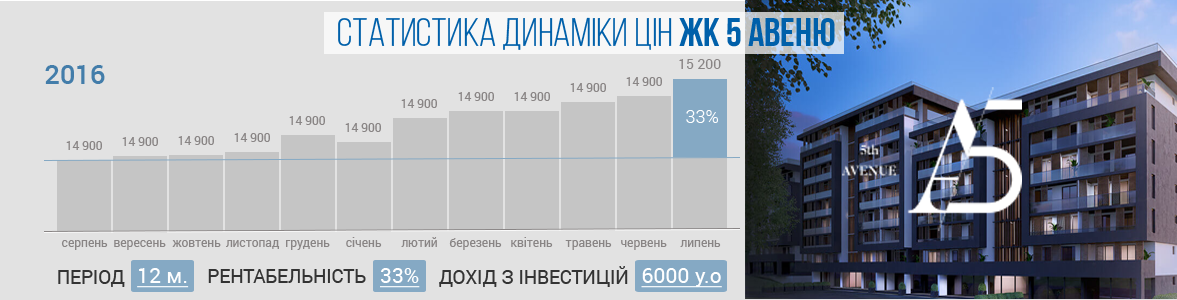 СТАТИСТИКА ДИНАМІКИ ЦІН ЖК 5 АВЕНЮ
2016
14 900 14 900 14 900 14 900 14 900 14 900 14 900 14 900 14 900 14 900 14 900 15 200
33%
серпень вересень жовтень листопад грудень січень лютий березень квітень травень червень липень
ПЕРІОД 12 м. РЕНТАБЕЛЬНІСТЬ 33% ДОХІД З ІНВЕСТИЦІЙ 6000 у.о
5th
AVENUE
A5